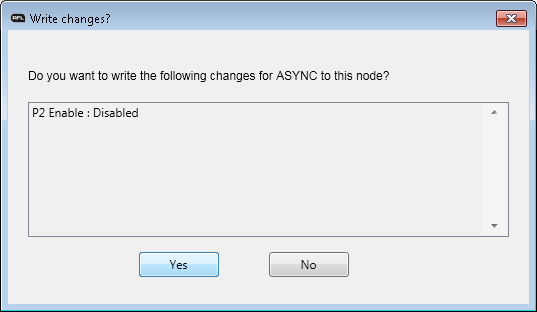 AFL Write changes?
Do you want to write the following changes for ASYNC to this node?
P2 Enable : Disabled
Yes No